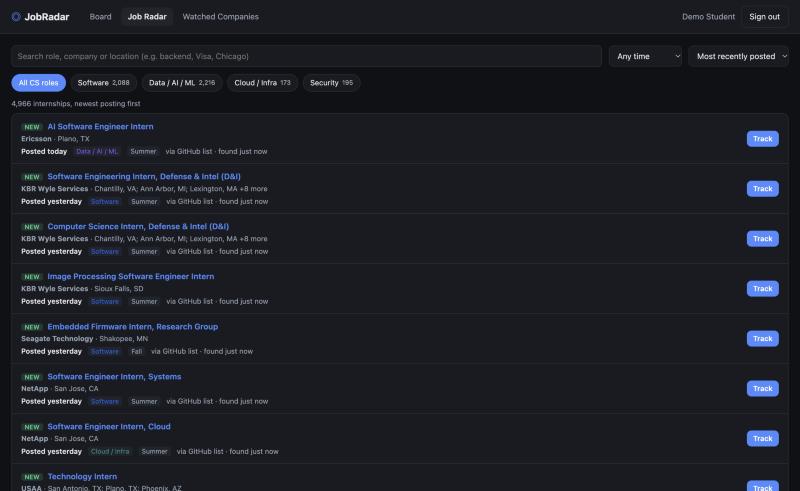 JobRadar Board Job Radar Watched Companies Demo Student Sign out
Search role, company or location (e.g. backend, Visa, Chicago) Any time Most recently posted
All CS roles Software 2,088 Data / AI / ML 2,216 Cloud / Infra 173 Security 195
4,966 internships, newest posting first
NEW AI Software Engineer Intern
Ericsson · Plano, TX
Track
Posted today Data / AI / ML Summer via GitHub list · found just now
NEW Software Engineering Intern, Defense & Intel (D&I)
KBR Wyle Services · Chantilly, VA; Ann Arbor, MI; Lexington, MA +8 more
Track
Posted yesterday Software Summer via GitHub list · found just now
NEW Computer Science Intern, Defense & Intel (D&I)
KBR Wyle Services · Chantilly, VA; Ann Arbor, MI; Lexington, MA +8 more
Track
Posted yesterday Software Summer via GitHub list · found just now
NEW Image Processing Software Engineer Intern
KBR Wyle Services · Sioux Falls, SD
Track
Posted yesterday Software Summer via GitHub list · found just now
NEW Embedded Firmware Intern, Research Group
Seagate Technology · Shakopee, MN
Track
Posted yesterday Software Fall via GitHub list · found just now
NEW Software Engineer Intern, Systems
NetApp · San Jose, CA
Track
Posted yesterday Software Summer via GitHub list · found just now
NEW Software Engineer Intern, Cloud
NetApp · San Jose, CA
Track
Posted yesterday Cloud / Infra Summer via GitHub list · found just now
NEW Technology Intern
USAA · San Antonio, TX; Plano, TX; Phoenix, AZ
Track